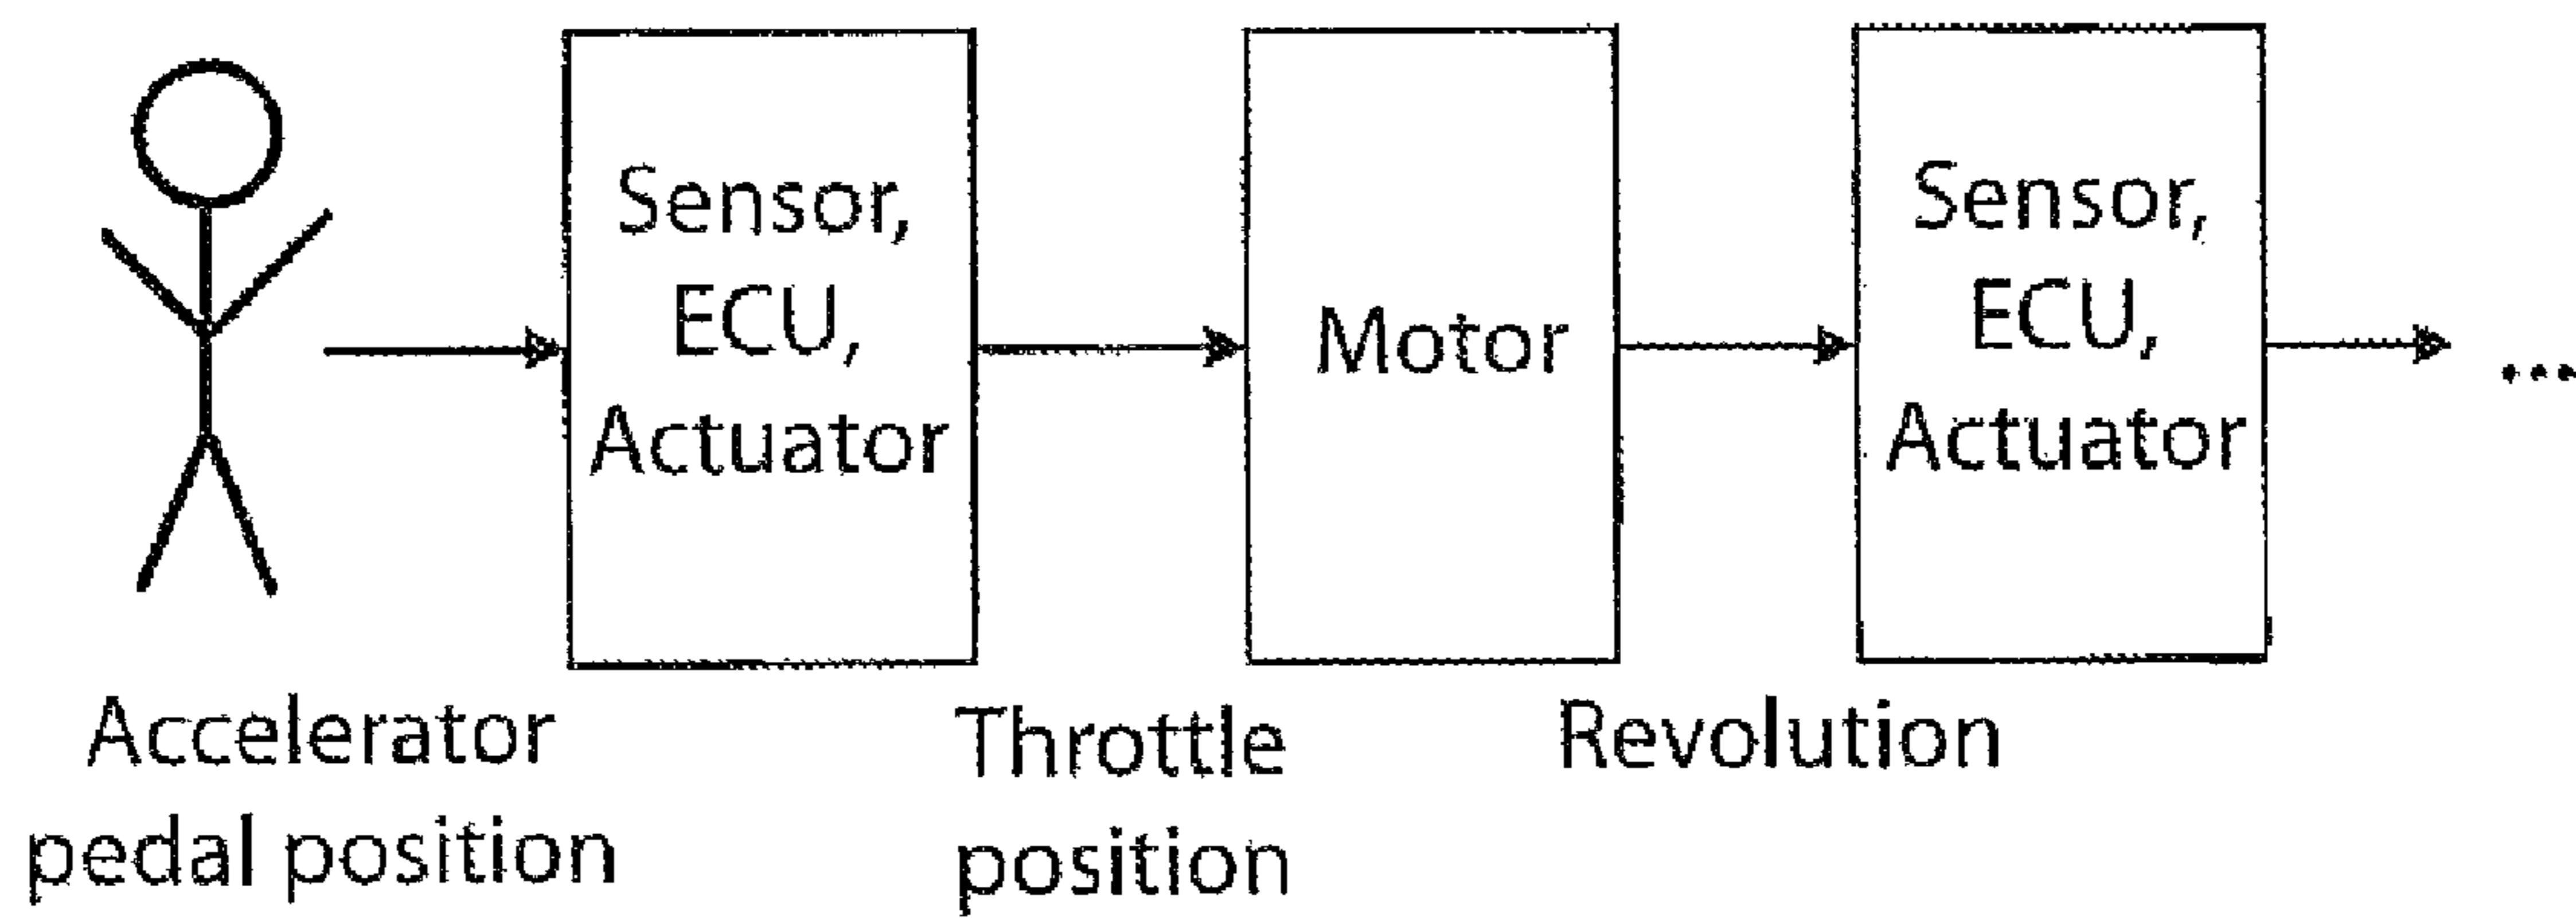 Sensor,
ECU,
Actuator
Motor
Sensor,
ECU,
Actuator
...
Accelerator
pedal position
Throttle
position
Revolution